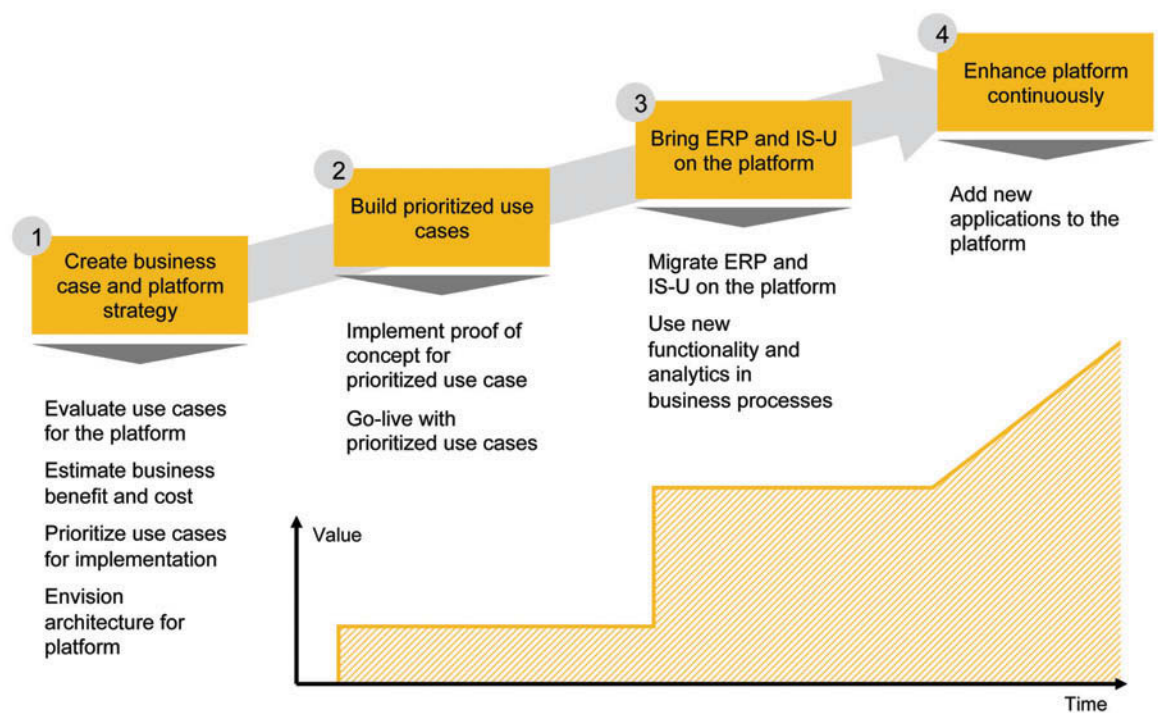 1
Create business
case and platform
strategy
Evaluate use cases
for the platform
Estimate business
benefit and cost
Prioritize use cases
for implementation
Envision
architecture for
platform
2
Build prioritized use
cases
Implement proof of
concept for
prioritized use case
Go-live with
prioritized use cases
3
Bring ERP and IS-U
on the platform
Migrate ERP and
IS-U on the platform
Use new
functionality and
analytics in
business processes
4
Enhance platform
continuously
Add new
applications to the
platform
Value
Time